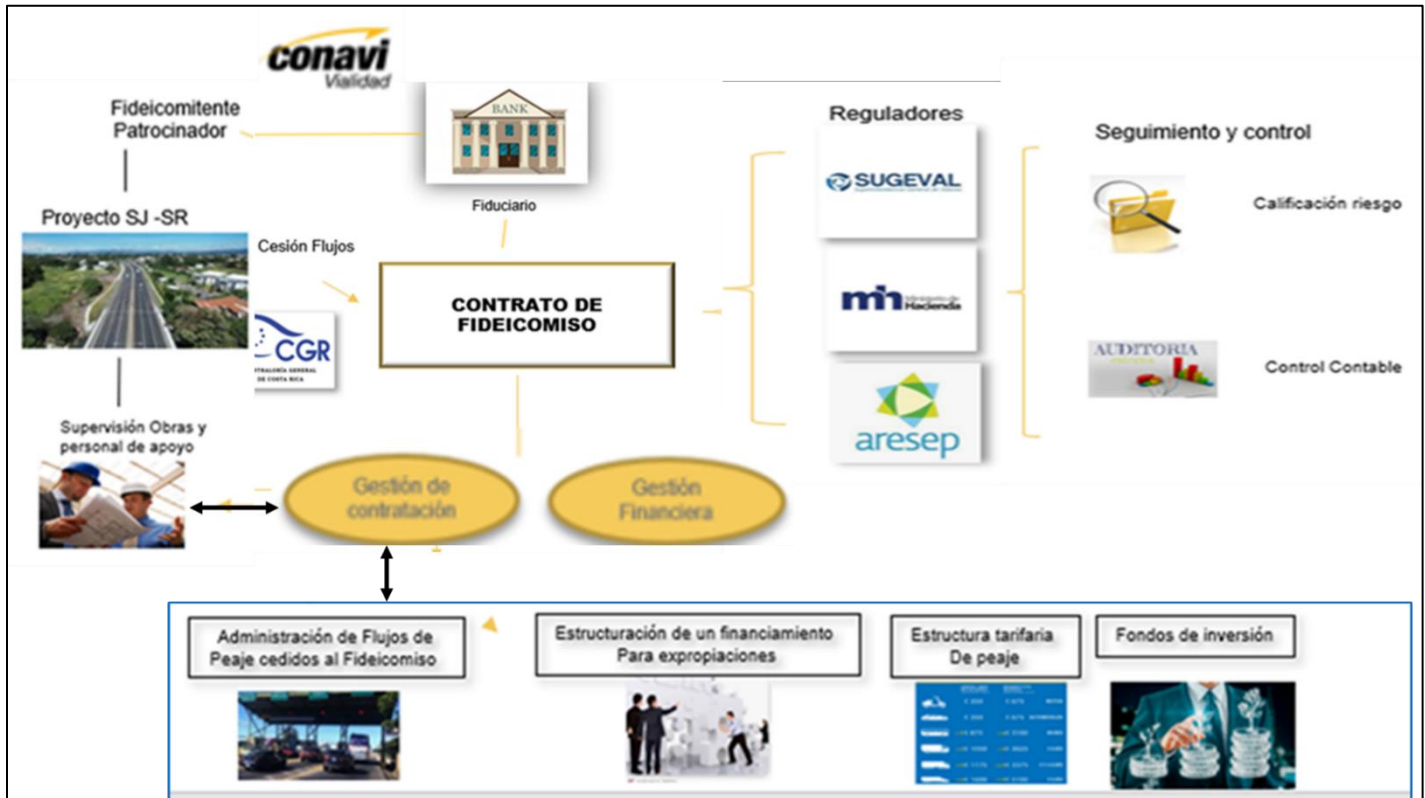 conavi
Vialidad
Fideicomitente
Patrocinador
BANK
Fiduciario
Proyecto SJ -SR
Cesión Flujos
CONTRATO DE
FIDEICOMISO
CGR
CONTRALORÍA GENERAL
DE COSTA RICA
Supervisión Obras y
personal de apoyo
Gestión de
contratación
Gestión
Financiera
Reguladores
SUGEVAL
Ministerio de
Hacienda
aresep
Seguimiento y control
Calificación riesgo
AUDITORIA
Control Contable
Administración de Flujos de
Peaje cedidos al Fideicomiso
Estructuración de un financiamiento
Para expropiaciones
Estructura tarifaria
De peaje
Fondos de inversión